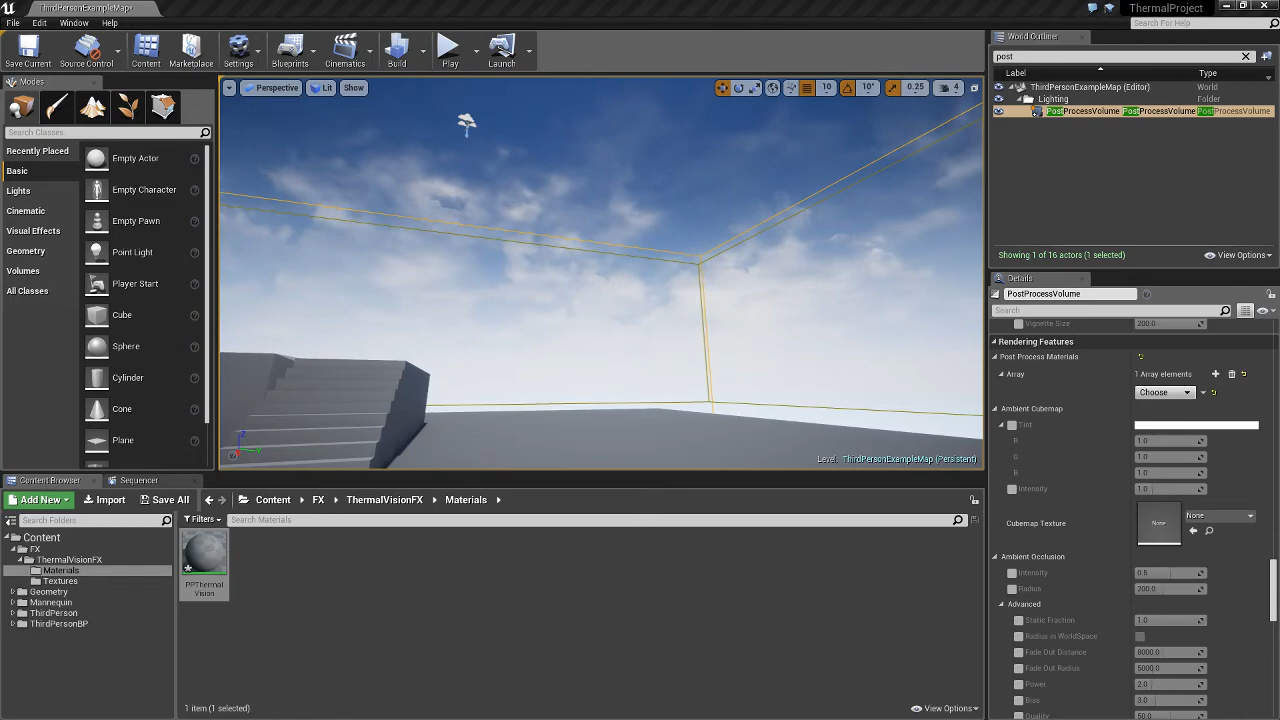 ThirdPersonExampleMap*
ThermalProject
File Edit Window Help
Search For Help
Save Current
Source Control
Content
Marketplace
Settings
Blueprints
Cinematics
Build
Play
Launch
Modes
Search Classes
Recently Placed
Basic
Lights
Cinematic
Visual Effects
Geometry
Volumes
All Classes
Empty Actor
Empty Character
Empty Pawn
Point Light
Player Start
Cube
Sphere
Cylinder
Cone
Plane
Perspective
Lit
Show
10
10°
0.25
4
Level: ThirdPersonExampleMap (Persistent)
World Outliner
post
Label Type
ThirdPersonExampleMap (Editor) World
Lighting Folder
PostProcessVolume PostProcessVolume PostProcessVolume
Showing 1 of 16 actors (1 selected)
View Options
Details
PostProcessVolume
Search
Vignette Size 200.0
Rendering Features
Post Process Materials
Array 1 Array elements
Choose
Ambient Cubemap
Tint
R 1.0
G 1.0
B 1.0
Intensity 1.0
Cubemap Texture None None
Ambient Occlusion
Intensity 0.5
Radius 200.0
Advanced
Static Fraction 1.0
Radius in WorldSpace
Fade Out Distance 8000.0
Fade Out Radius 5000.0
Power 2.0
Bias 3.0
Quality 50.0
Content Browser
Sequencer
Add New
Import
Save All
Content FX ThermalVisionFX Materials
Search Folders
Filters
Search Materials
Content
FX
ThermalVisionFX
Materials
Textures
Geometry
Mannequin
ThirdPerson
ThirdPersonBP
PPThermal
Vision
1 item (1 selected)
View Options